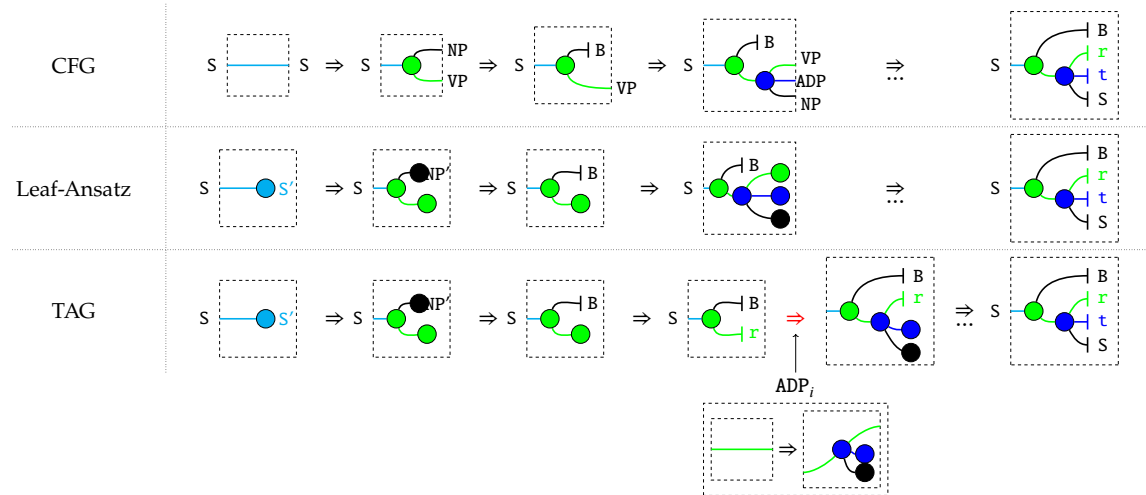 CFG S S ⇒ S NP VP ⇒ S B VP ⇒ S B VP ADP NP ⇒ ... S B r t S
Leaf-Ansatz S S′ ⇒ S NP′ ⇒ S B ⇒ S B ⇒ ... S B r t S
TAG S S′ ⇒ S NP′ ⇒ S B ⇒ S B r ⇒ B r ⇒ ... S B r t S
ADP_i
⇒